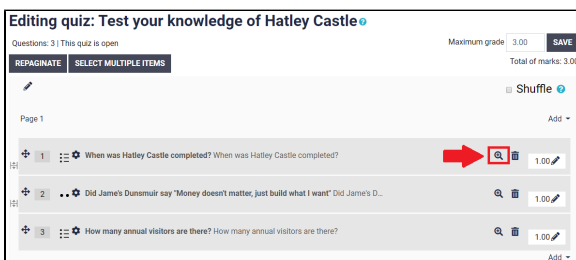 Editing quiz: Test your knowledge of Hatley Castle
Questions: 3 | This quiz is open
Maximum grade 3.00 SAVE
REPAGINATE SELECT MULTIPLE ITEMS
Total of marks: 3.00
Shuffle
Page 1
Add
1 When was Hatley Castle completed? When was Hatley Castle completed?
1.00
2 Did Jame's Dunsmuir say "Money doesn't matter, just build what I want" Did Jame's D...
1.00
3 How many annual visitors are there? How many annual visitors are there?
1.00
Add